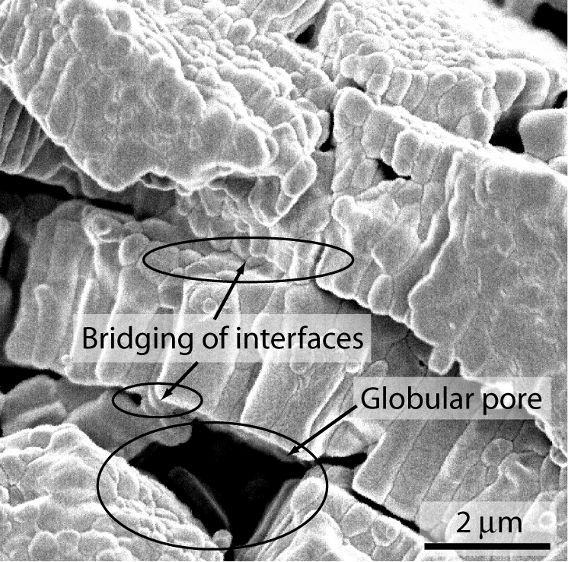 Bridging of interfaces
Globular pore
2 μm